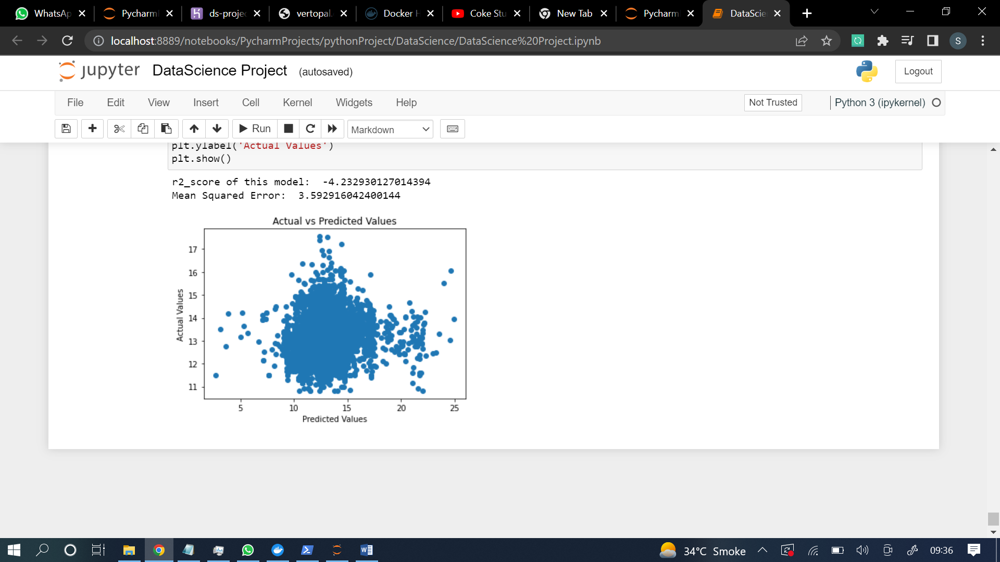 WhatsAp
Pycharm
ds-projec
vertopal.
Docker H
Coke Stu
New Tab
Pycharm
DataScie
localhost:8889/notebooks/PycharmProjects/pythonProject/DataScience/DataScience%20Project.ipynb
S
jupyter DataScience Project (autosaved)
Logout
File Edit View Insert Cell Kernel Widgets Help
Not Trusted
Python 3 (ipykernel)
Run
Markdown
plt.ylabel('Actual Values')
plt.show()
r2_score of this model:  -4.232930127014394
Mean Squared Error:  3.592916042400144
Actual vs Predicted Values
17
16
15
14
13
12
11
Actual Values
5 10 15 20 25
Predicted Values
34°C Smoke
09:36